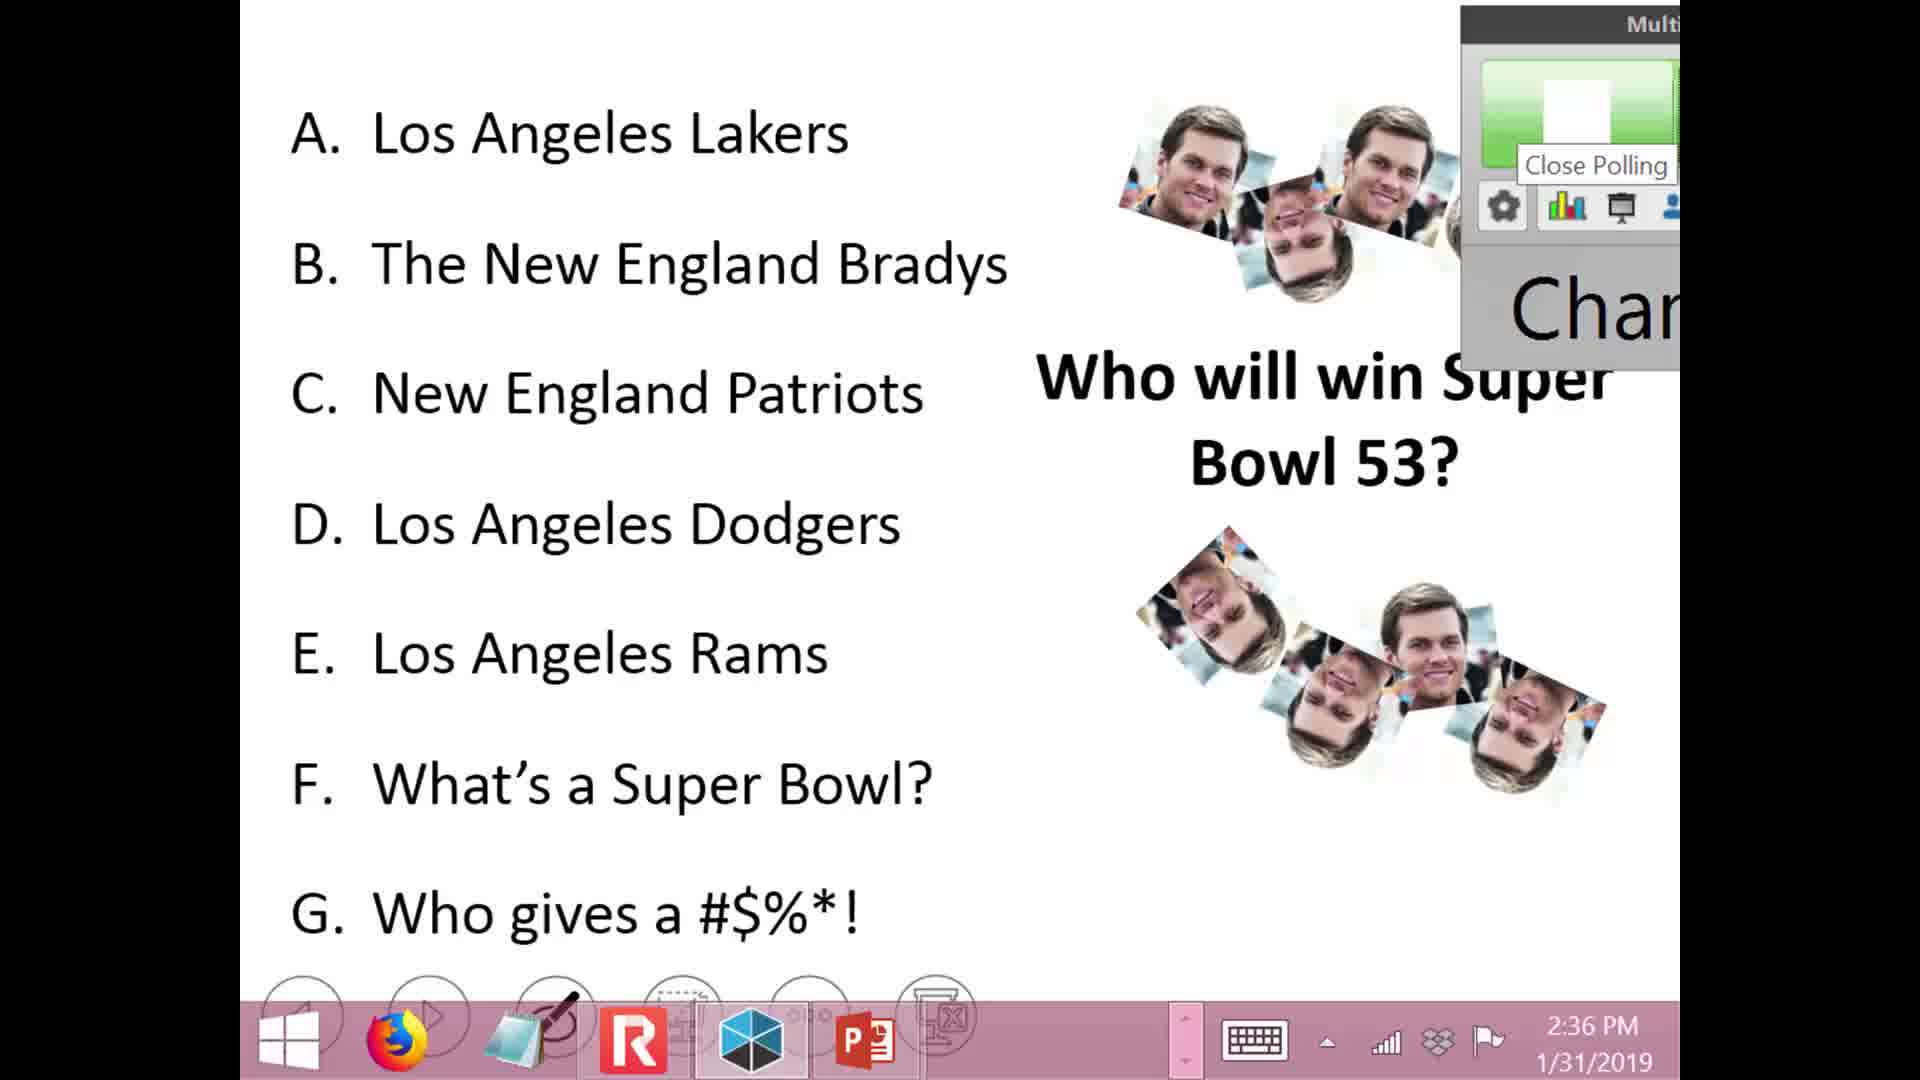 A. Los Angeles Lakers
B. The New England Bradys
C. New England Patriots
D. Los Angeles Dodgers
E. Los Angeles Rams
F. What's a Super Bowl?
G. Who gives a #$%*!
Who will win Super
Bowl 53?
Multi
Close Polling
Chan
2:36 PM
1/31/2019